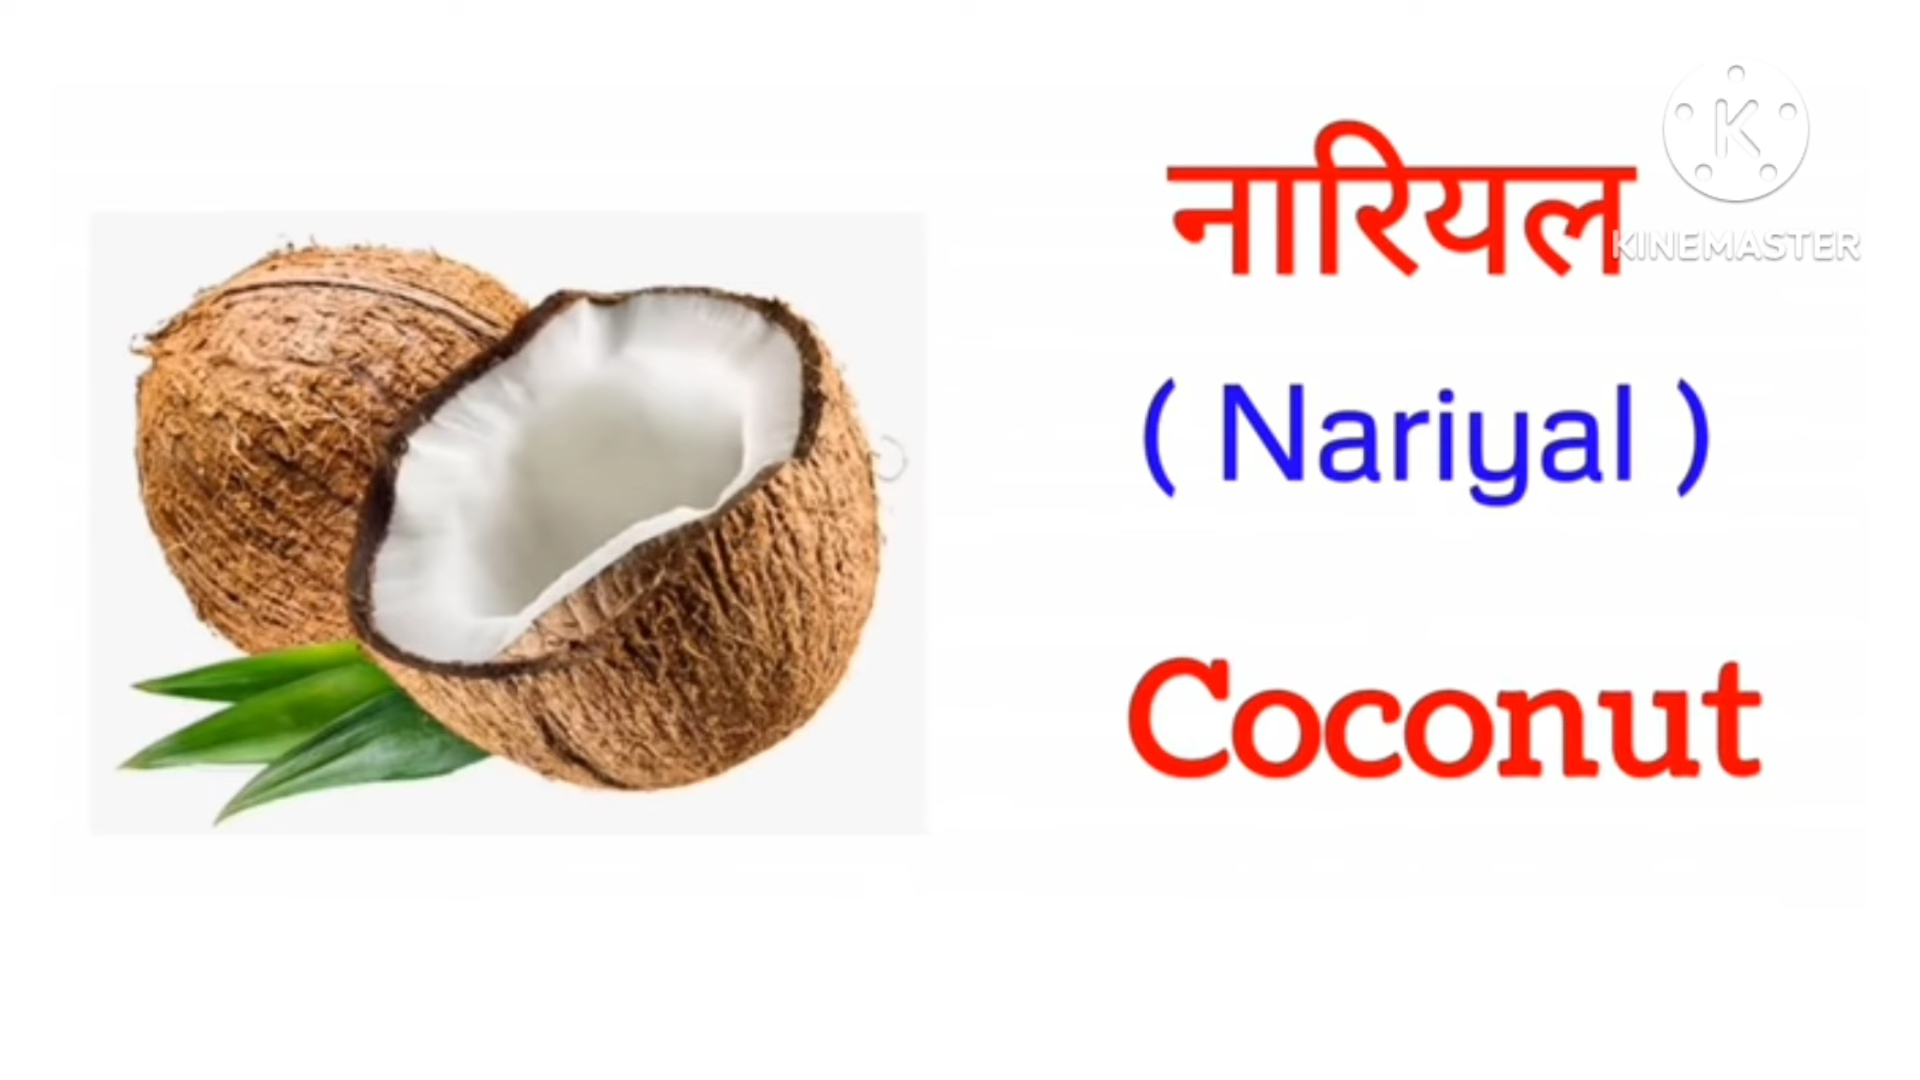 नारियल
K
KINEMASTER
( Nariyal )
Coconut